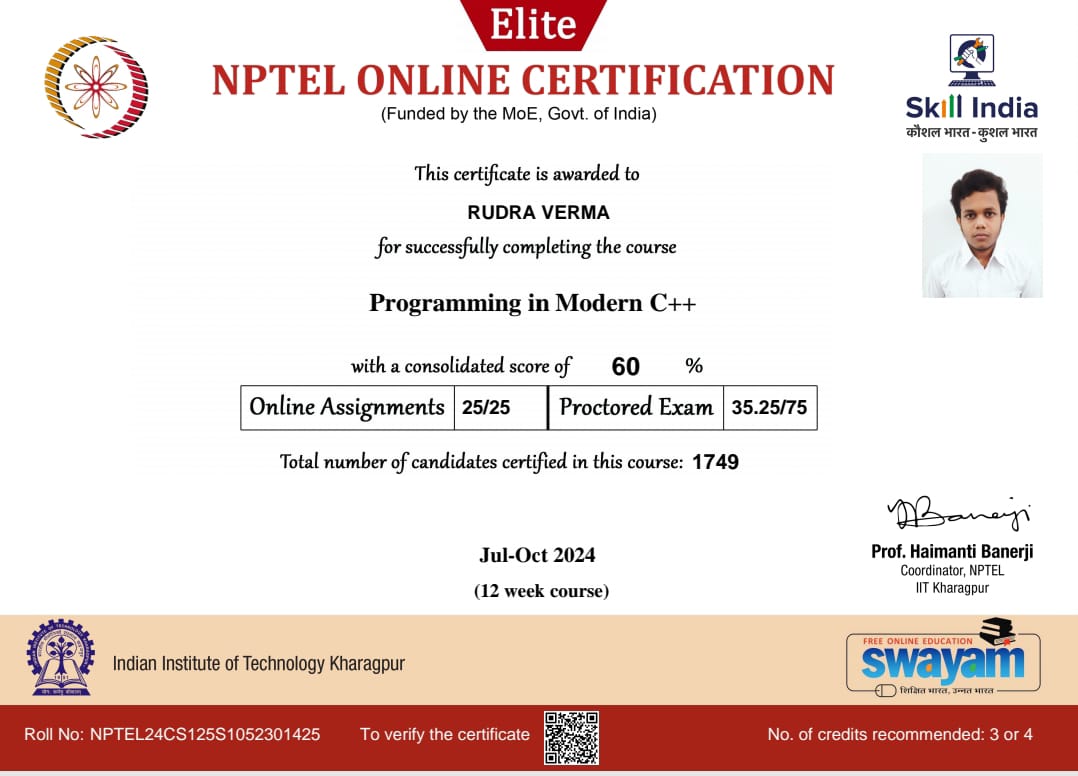 Elite
NPTEL ONLINE CERTIFICATION
(Funded by the MoE, Govt. of India)
Skill India
कौशल भारत - कुशल भारत
This certificate is awarded to
RUDRA VERMA
for successfully completing the course
Programming in Modern C++
with a consolidated score of 60 %
Online Assignments 25/25 Proctored Exam 35.25/75
Total number of candidates certified in this course: 1749
Banerji
Prof. Haimanti Banerji
Coordinator, NPTEL
IIT Kharagpur
Jul-Oct 2024
(12 week course)
Indian Institute of Technology Kharagpur
FREE ONLINE EDUCATION
swayam
शिक्षित भारत, उन्नत भारत
Roll No: NPTEL24CS125S1052301425 To verify the certificate No. of credits recommended: 3 or 4